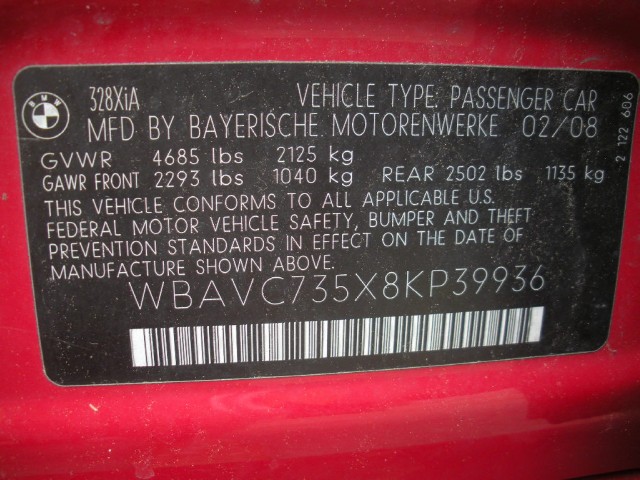 BMW 328XiA VEHICLE TYPE: PASSENGER CAR
MFD BY BAYERISCHE MOTORENWERKE 02/08
GVWR 4685 lbs 2125 kg
GAWR FRONT 2293 lbs 1040 kg REAR 2502 lbs 1135 kg
THIS VEHICLE CONFORMS TO ALL APPLICABLE U.S.
FEDERAL MOTOR VEHICLE SAFETY, BUMPER AND THEFT
PREVENTION STANDARDS IN EFFECT ON THE DATE OF
MANUFACTURE SHOWN ABOVE.
WBAVC735X8KP39936
2 122 606